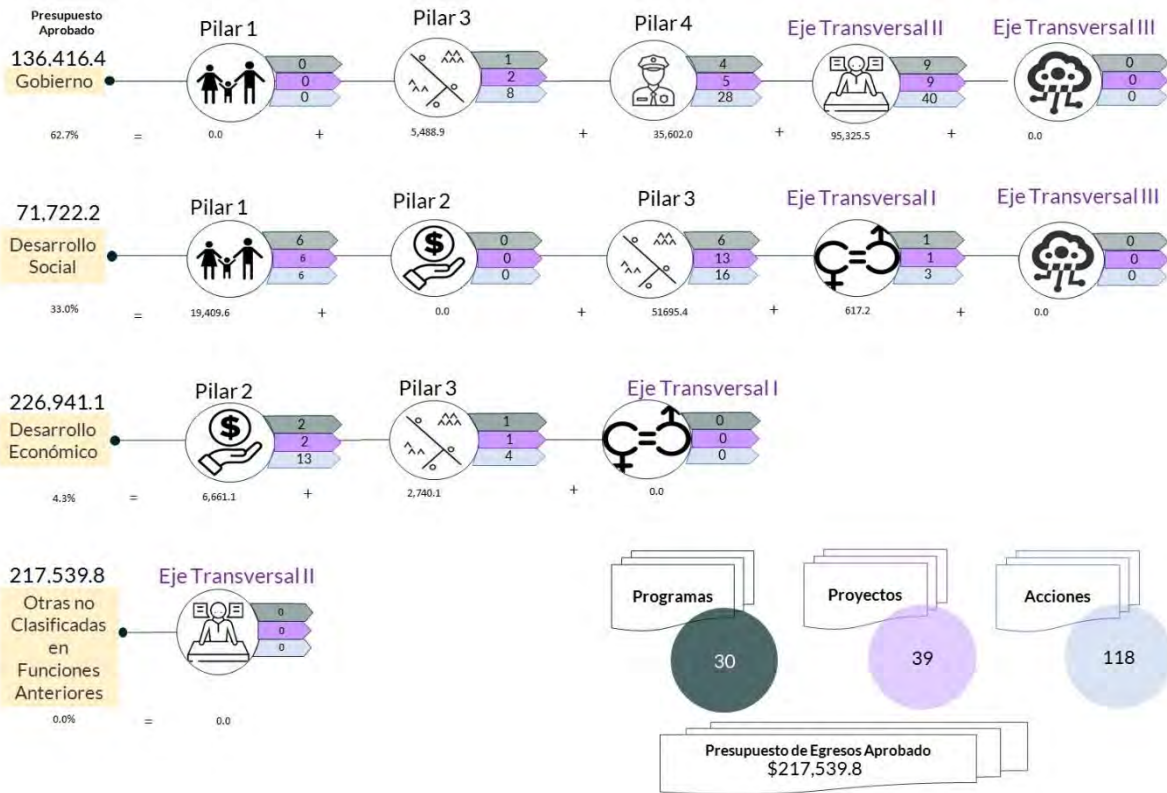 Presupuesto
Aprobado
136,416.4
Gobierno
62.7%
=
Pilar 1
0
0
0
0.0
+
Pilar 3
1
2
8
5,488.9
+
Pilar 4
4
5
28
35,602.0
+
Eje Transversal II
9
9
40
95,325.5
+
Eje Transversal III
0
0
0
0.0
71,722.2
Desarrollo
Social
33.0%
=
Pilar 1
6
6
6
19,409.6
+
Pilar 2
$
0
0
0
0.0
+
Pilar 3
6
13
16
51695.4
+
Eje Transversal I
1
1
3
617.2
+
Eje Transversal III
0
0
0
0.0
226,941.1
Desarrollo
Económico
4.3%
=
Pilar 2
$
2
2
13
6,661.1
+
Pilar 3
1
1
4
2,740.1
+
Eje Transversal I
0
0
0
0.0
217,539.8
Otras no
Clasificadas
en
Funciones
Anteriores
0.0%
=
Eje Transversal II
0
0
0
0.0
Programas
30
Proyectos
39
Acciones
118
Presupuesto de Egresos Aprobado
$217,539.8